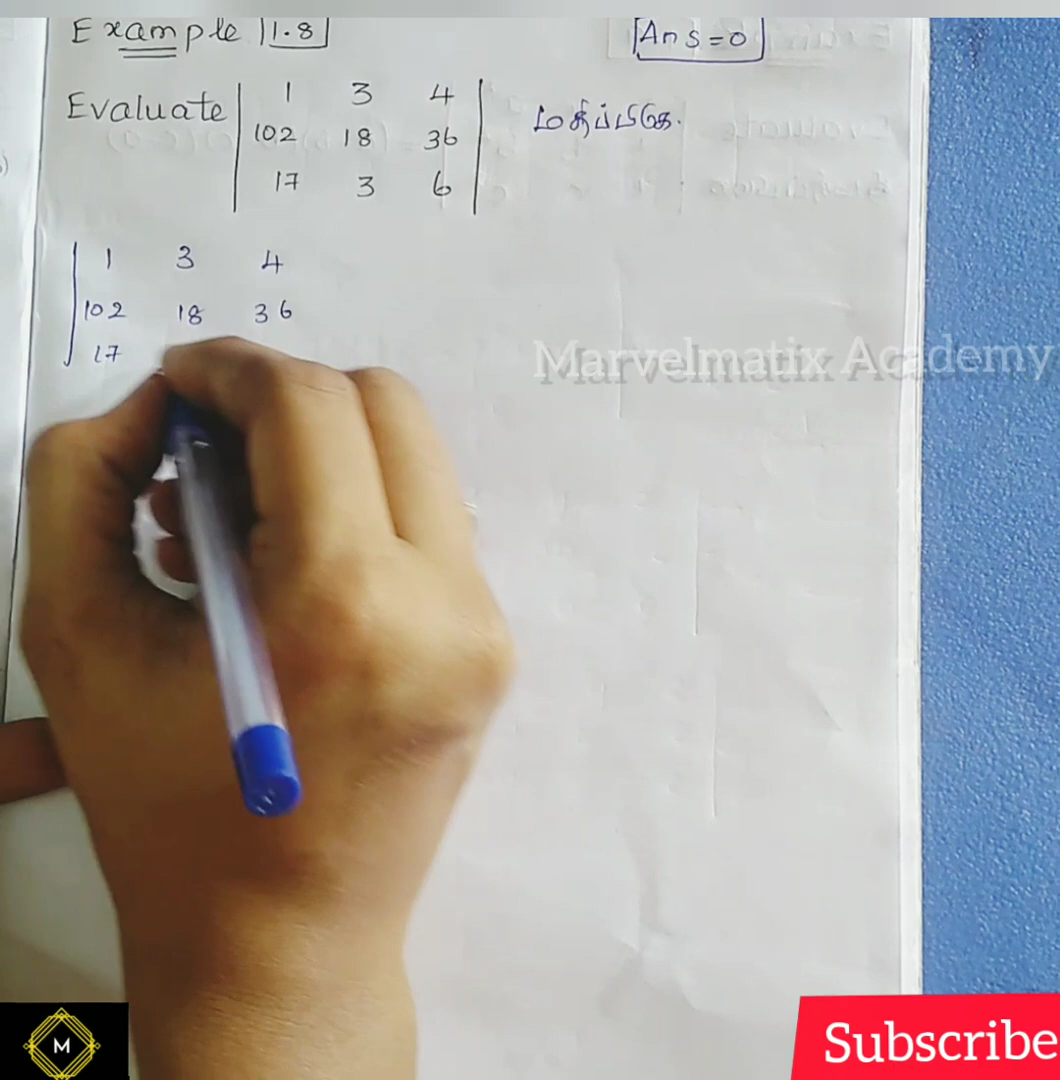 Example 11.8
Ans = 0
Evaluate | 1 3 4 |
| 102 18 36 |
| 17 3 6 |
மதிப்பிடுக.
| 1 3 4
| 102 18 36
| 17
Marvelmatix Academy
M
Subscribe